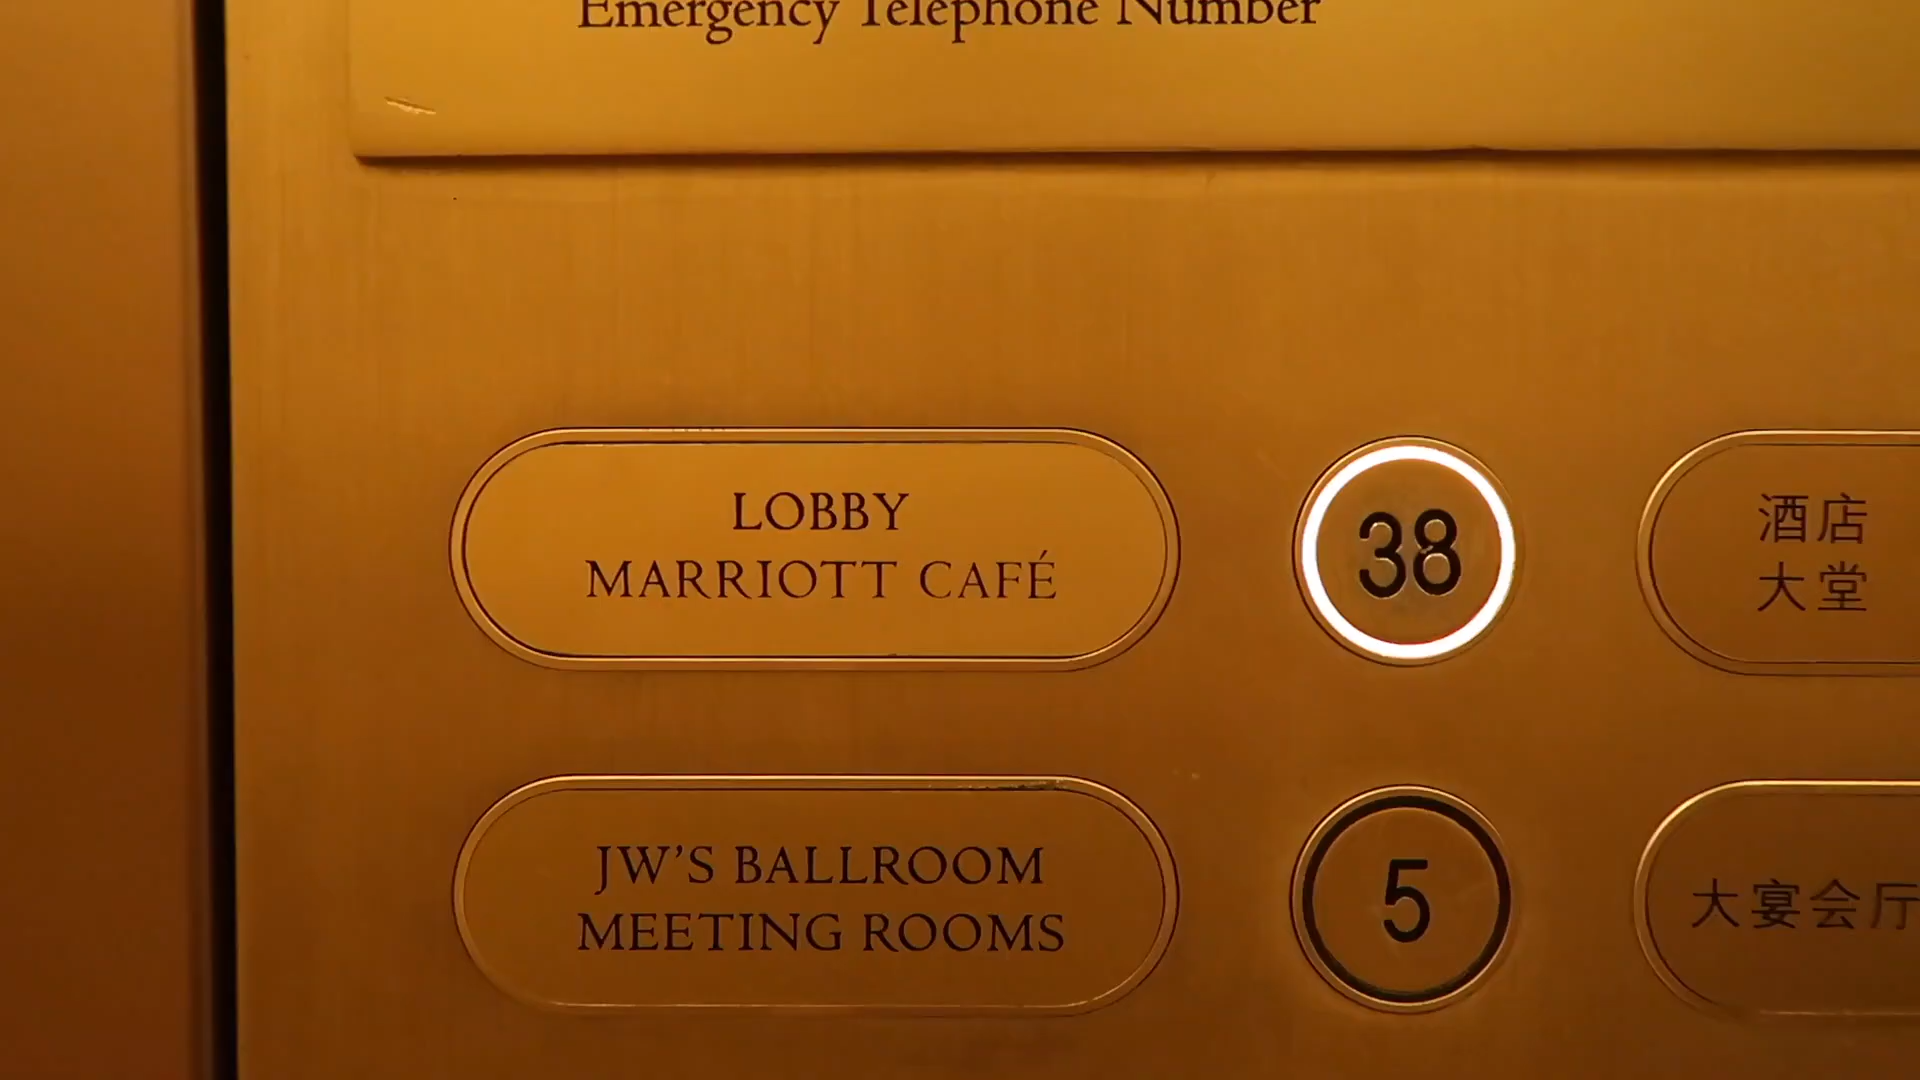 Emergency Telephone Number
LOBBY
MARRIOTT CAFÉ
38
酒店
大堂
JW'S BALLROOM
MEETING ROOMS
5
大宴会厅